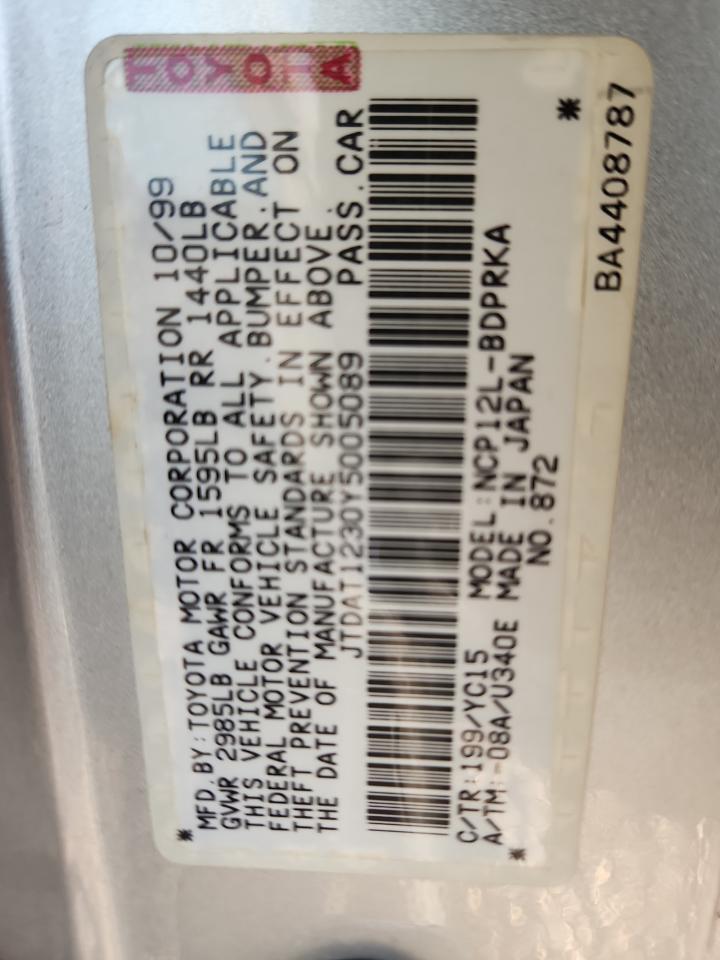 TOYOTA
MFD.BY:TOYOTA MOTOR CORPORATION 10/99
GVWR 2985LB GAWR FR 1595LB RR 1440LB
THIS VEHICLE CONFORMS TO ALL APPLICABLE
FEDERAL MOTOR VEHICLE SAFETY.BUMPER.AND
THEFT PREVENTION STANDARDS IN EFFECT ON
THE DATE OF MANUFACTURE SHOWN ABOVE.
JTDAT1230Y5005089 PASS.CAR
C/TR:199/YC15 MODEL:NCP12L-BDPRKA
A/TM:-08A/U340E MADE IN JAPAN
NO.872
BA4408787